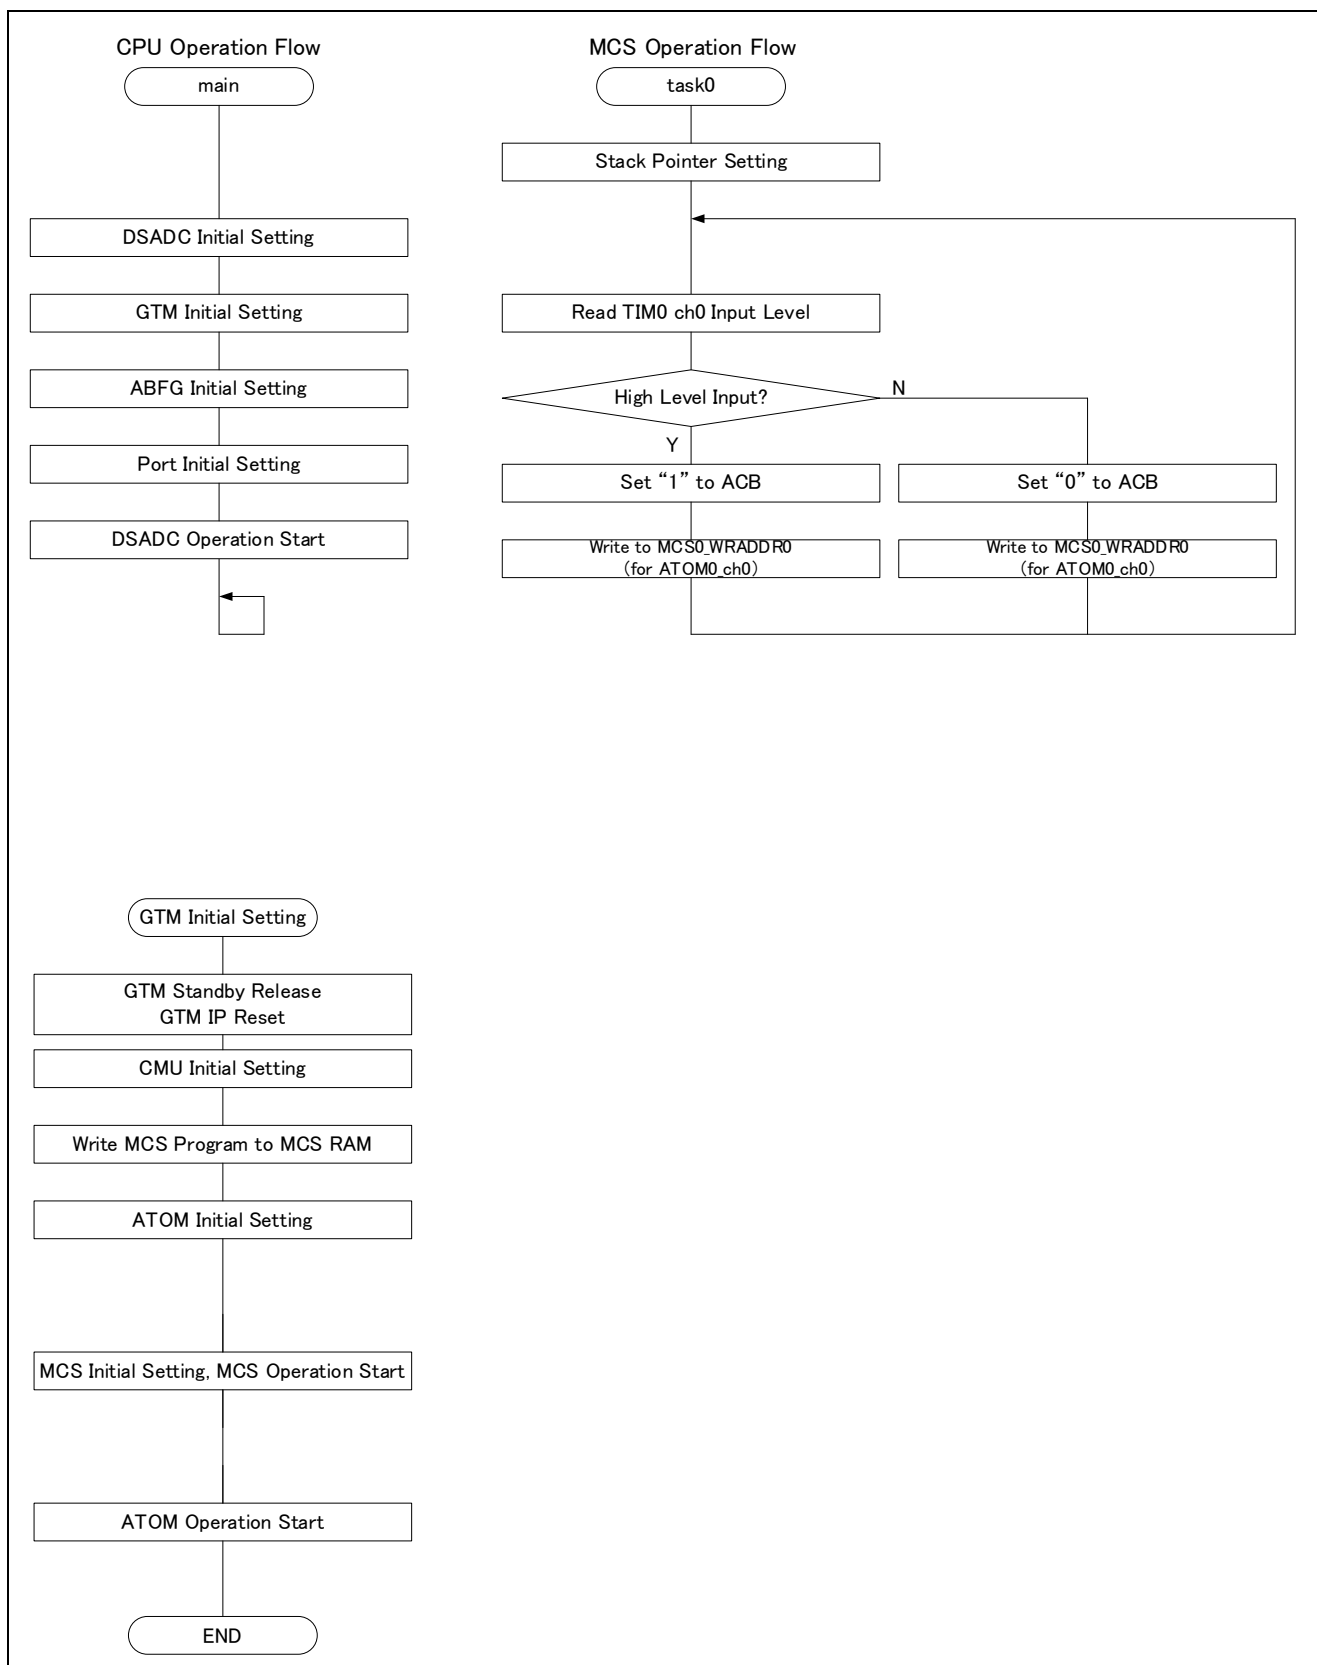 CPU Operation Flow
main
DSADC Initial Setting
GTM Initial Setting
ABFG Initial Setting
Port Initial Setting
DSADC Operation Start
MCS Operation Flow
task0
Stack Pointer Setting
Read TIM0 ch0 Input Level
High Level Input?
N
Y
Set “1” to ACB
Set “0” to ACB
Write to MCS0_WRADDR0
(for ATOM0_ch0)
Write to MCS0_WRADDR0
(for ATOM0_ch0)
GTM Initial Setting
GTM Standby Release
GTM IP Reset
CMU Initial Setting
Write MCS Program to MCS RAM
ATOM Initial Setting
MCS Initial Setting, MCS Operation Start
ATOM Operation Start
END